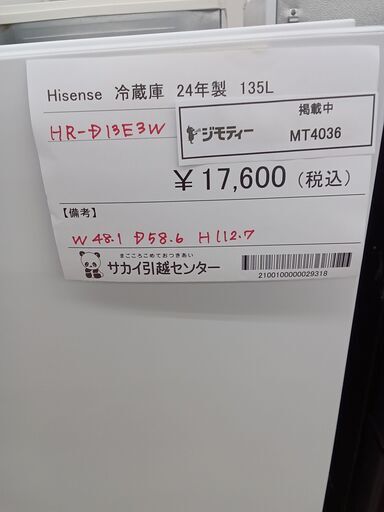 Hisense 冷蔵庫 24年製 135L
HR-D13E3W
ジモティー
掲載中
MT4036
¥17,600(税込)
【備考】
W 48.1 D58.6 H112.7
まごころこめておつきあい
サカイ引越センター
2100100000029318